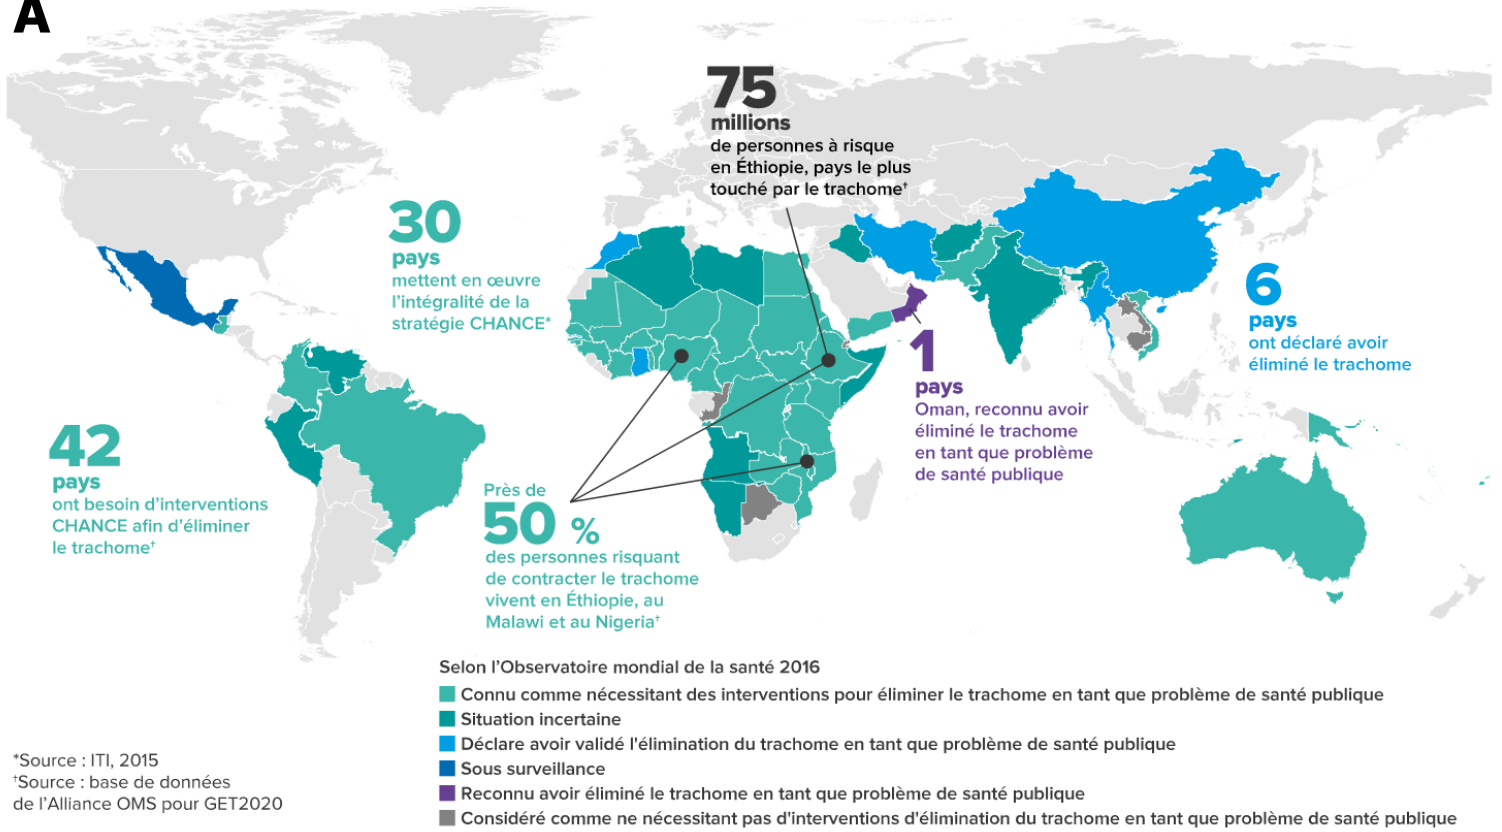 A
75
millions
de personnes à risque
en Éthiopie, pays le plus
touché par le trachome†
30
pays
mettent en œuvre
l’intégralité de la
stratégie CHANCE*
6
pays
ont déclaré avoir
éliminé le trachome
1
pays
Oman, reconnu avoir
éliminé le trachome
en tant que problème
de santé publique
42
pays
ont besoin d’interventions
CHANCE afin d’éliminer
le trachome†
Près de
50 %
des personnes risquant
de contracter le trachome
vivent en Éthiopie, au
Malawi et au Nigeria†
Selon l’Observatoire mondial de la santé 2016
Connu comme nécessitant des interventions pour éliminer le trachome en tant que problème de santé publique
Situation incertaine
Déclare avoir validé l'élimination du trachome en tant que problème de santé publique
Sous surveillance
Reconnu avoir éliminé le trachome en tant que problème de santé publique
Considéré comme ne nécessitant pas d'interventions d'élimination du trachome en tant que problème de santé publique
*Source : ITI, 2015
†Source : base de données
de l’Alliance OMS pour GET2020